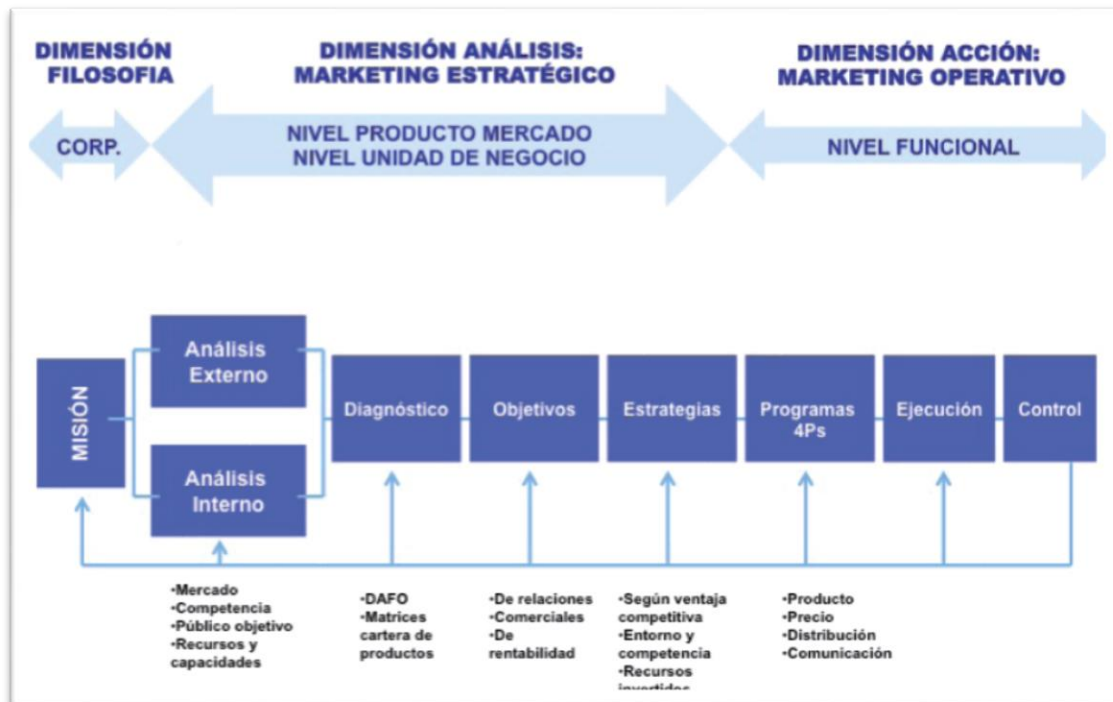 DIMENSIÓN
FILOSOFIA
DIMENSIÓN ANÁLISIS:
MARKETING ESTRATÉGICO
DIMENSIÓN ACCIÓN:
MARKETING OPERATIVO
CORP.
NIVEL PRODUCTO MERCADO
NIVEL UNIDAD DE NEGOCIO
NIVEL FUNCIONAL
MISIÓN
Análisis
Externo
Análisis
Interno
Diagnóstico
Objetivos
Estrategias
Programas
4Ps
Ejecución
Control
•Mercado
•Competencia
•Público objetivo
•Recursos y
capacidades
•DAFO
•Matrices
cartera de
productos
•De relaciones
•Comerciales
•De
rentabilidad
•Según ventaja
competitiva
•Entorno y
competencia
•Recursos
invertidos
•Producto
•Precio
•Distribución
•Comunicación